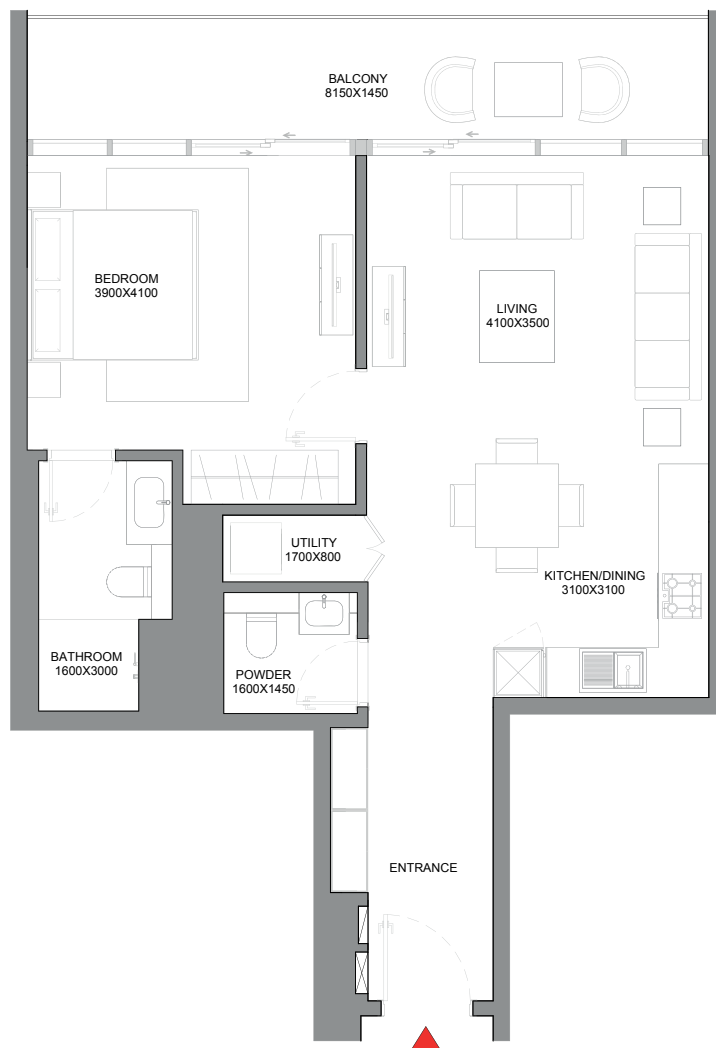 BALCONY
8150X1450
BEDROOM
3900X4100
LIVING
4100X3500
UTILITY
1700X800
KITCHEN/DINING
3100X3100
BATHROOM
1600X3000
POWDER
1600X1450
ENTRANCE